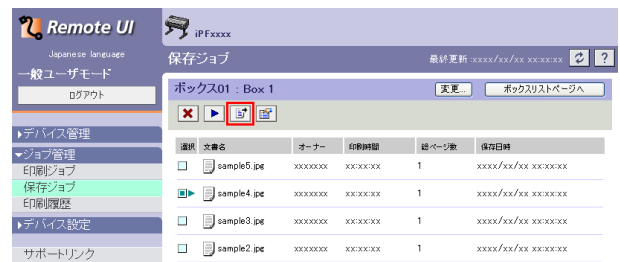 Remote UI
iPFxxxx
Japanese language
一般ユーザモード
ログアウト
保存ジョブ
最終更新:xxxx/xx/xx xx:xx:xx
?
ボックス01 : Box 1
変更...
ボックスリストページへ
▶デバイス管理
▼ジョブ管理
印刷ジョブ
保存ジョブ
印刷履歴
▶デバイス設定
サポートリンク
選択 文書名 オーナー 印刷時間 総ページ数 保存日時
sample5.jpg xxxxxxx xx:xx:xx 1 xxxx/xx/xx xx:xx:xx
sample4.jpg xxxxxxx xx:xx:xx 1 xxxx/xx/xx xx:xx:xx
sample3.jpg xxxxxxx xx:xx:xx 1 xxxx/xx/xx xx:xx:xx
sample2.jpg xxxxxxx xx:xx:xx 1 xxxx/xx/xx xx:xx:xx